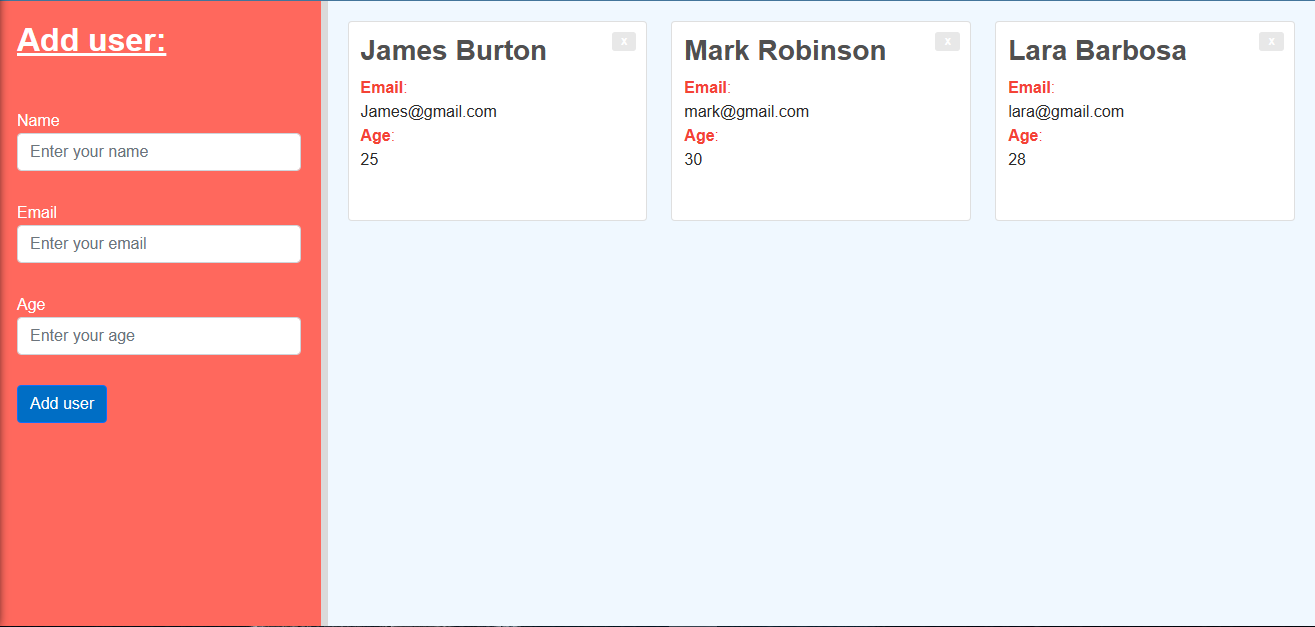 Add user:
Name
Enter your name
Email
Enter your email
Age
Enter your age
Add user
James Burton
x
Email:
James@gmail.com
Age:
25
Mark Robinson
x
Email:
mark@gmail.com
Age:
30
Lara Barbosa
x
Email:
lara@gmail.com
Age:
28